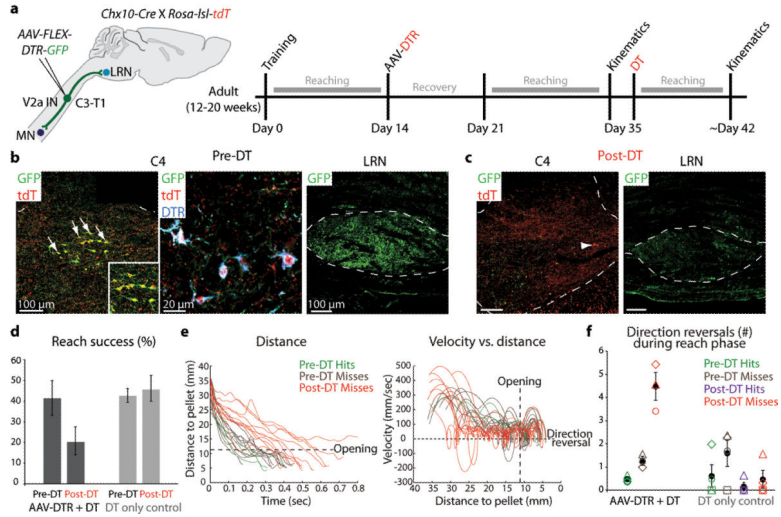 a
Chx10-Cre X Rosa-lsl-tdT
AAV-FLEX-
DTR-GFP
LRN
V2a IN
C3-T1
MN
Adult
(12-20 weeks)
Training
AAV-DTR
Kinematics
DT
Kinematics
Reaching
Recovery
Reaching
Reaching
Day 0
Day 14
Day 21
Day 35
~Day 42
b
C4
Pre-DT
LRN
GFP
tdT
GFP
tdT
DTR
GFP
100 µm
20 µm
100 µm
c
C4
Post-DT
LRN
GFP
tdT
GFP
d
Reach success (%)
60
50
40
30
20
10
0
Pre-DT Post-DT
AAV-DTR + DT
Pre-DT Post-DT
DT only control
e
Distance
Distance to pellet (mm)
40
35
30
25
20
15
10
5
0
0 0.1 0.2 0.3 0.4 0.5 0.6 0.7 0.8
Time (sec)
Pre-DT Hits
Pre-DT Misses
Post-DT Misses
Opening
Velocity vs. distance
Velocity (mm/sec)
500
400
300
200
100
0
-100
-200
-300
40 35 30 25 20 15 10 5 0
Distance to pellet (mm)
Opening
Direction
reversal
f
Direction reversals (#)
during reach phase
6
5
4
3
2
1
0
Pre-DT Hits
Pre-DT Misses
Post-DT Hits
Post-DT Misses
AAV-DTR + DT
DT only control